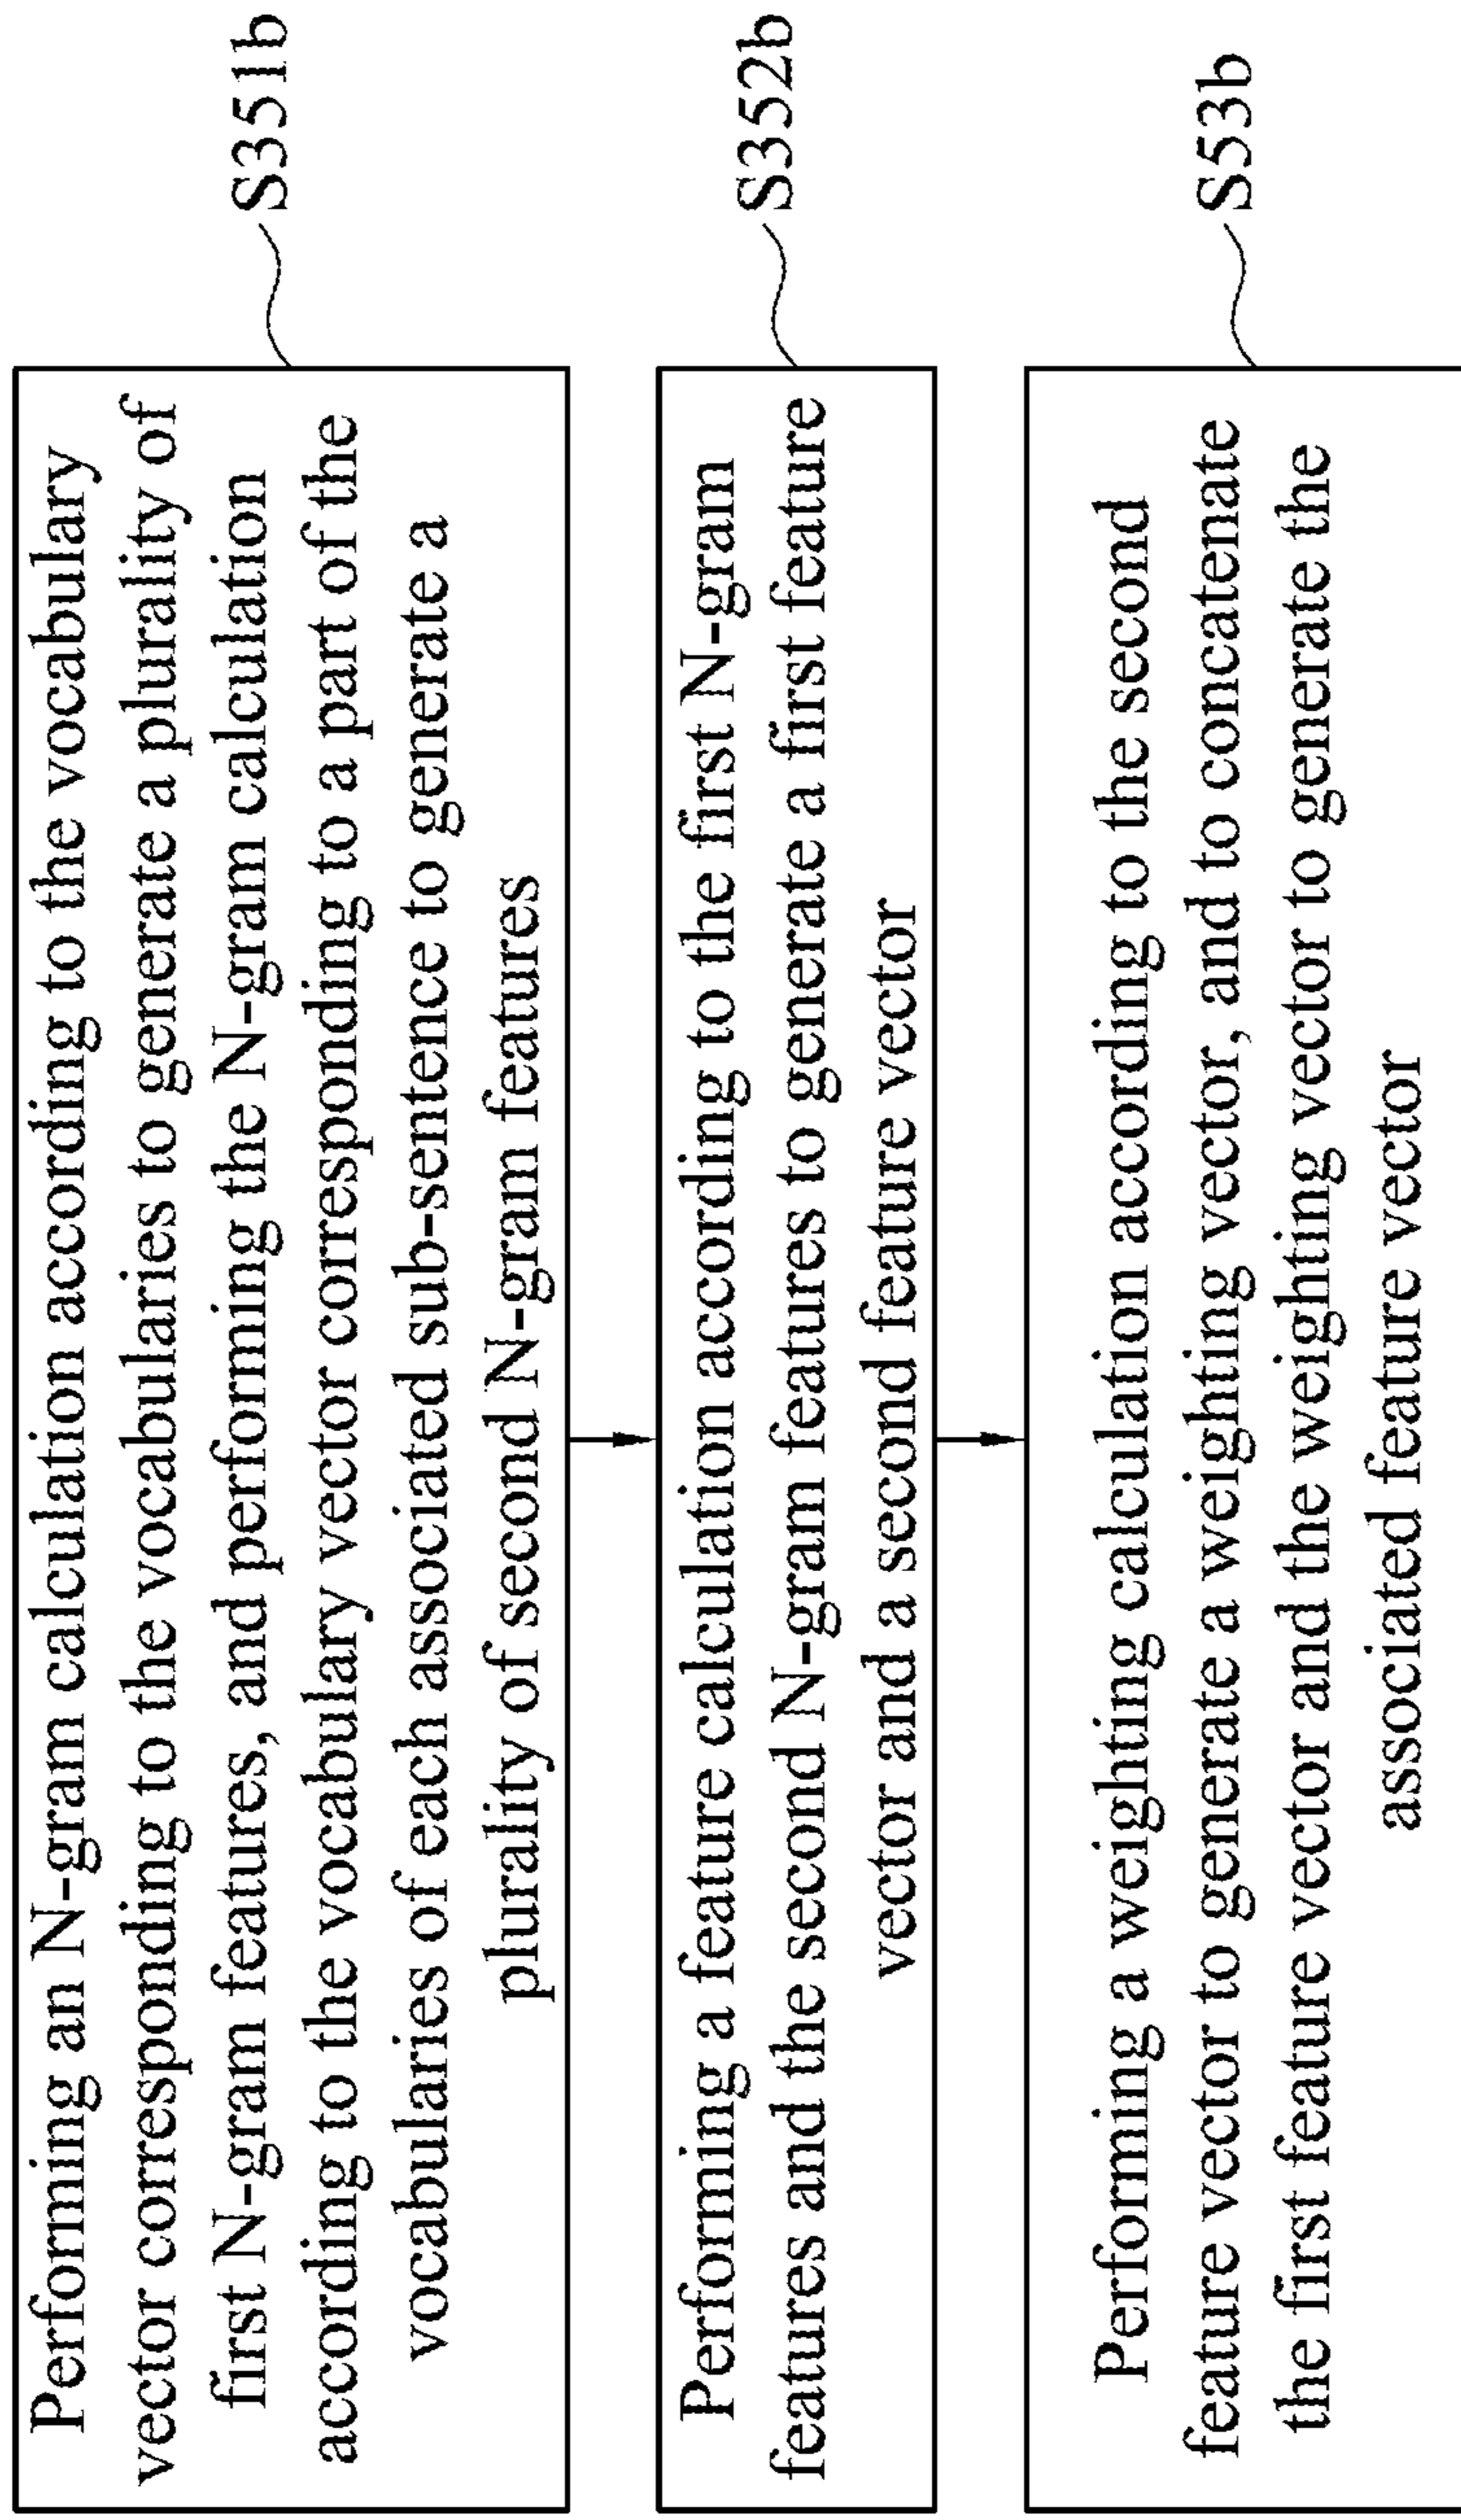 Performing an N-gram calculation according to the vocabulary
vector corresponding to the vocabularies to generate a plurality of
first N-gram features, and performing the N-gram calculation
according to the vocabulary vector corresponding to a part of the
vocabularies of each associated sub-sentence to generate a
plurality of second N-gram features
S351b
Performing a feature calculation according to the first N-gram
features and the second N-gram features to generate a first feature
vector and a second feature vector
S352b
Performing a weighting calculation according to the second
feature vector to generate a weighting vector, and to concatenate
the first feature vector and the weighting vector to generate the
associated feature vector
S53b